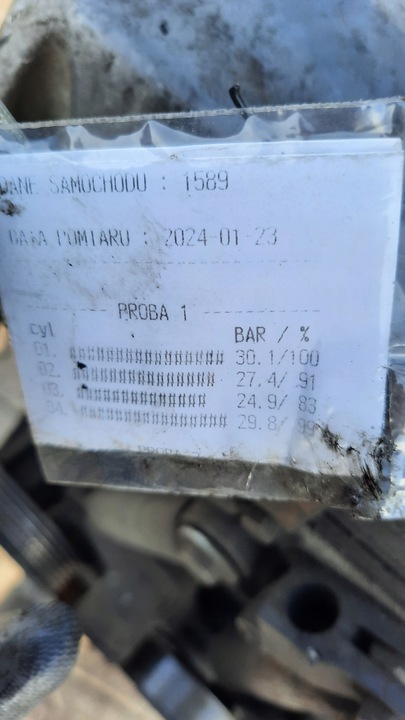 DANE SAMOCHODU : 1589
DATA POMIARU : 2024-01-23
PROBA 1
cyl BAR / %
01. ################ 30.1/100
02. ############### 27.4/ 91
03. ############## 24.9/ 83
04. ################ 29.8/ 99